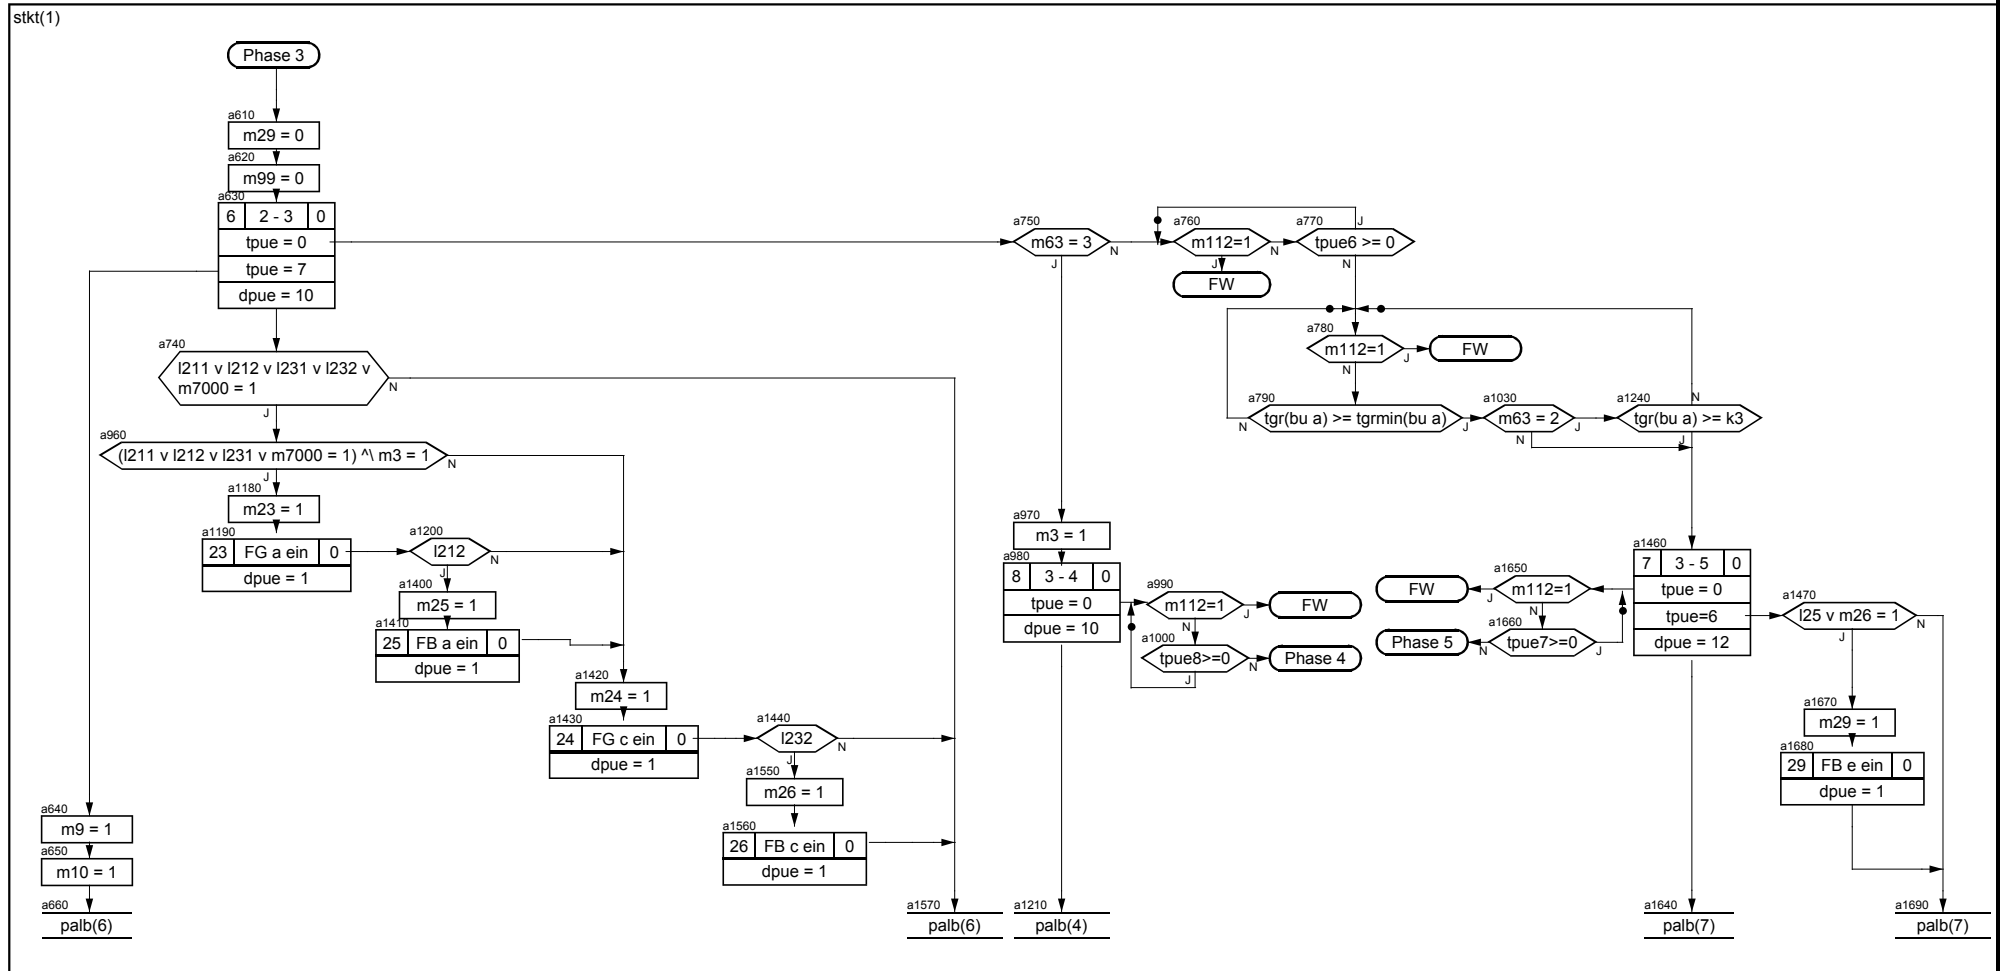 stkt(1)
Phase 3
a610
m29 = 0
a620
m99 = 0
a630
6 2 - 3 0
tpue = 0
tpue = 7
dpue = 10
a740
l211 v l212 v l231 v l232 v
m7000 = 1
N
J
a960
(l211 v l212 v l231 v m7000 = 1) ^\ m3 = 1
N
J
a1180
m23 = 1
a1190
23 FG a ein 0
dpue = 1
a1200
l212
N
J
a1400
m25 = 1
a1410
25 FB a ein 0
dpue = 1
a1420
m24 = 1
a1430
24 FG c ein 0
dpue = 1
a1440
l232
N
J
a1550
m26 = 1
a1560
26 FB c ein 0
dpue = 1
a640
m9 = 1
a650
m10 = 1
a660
palb(6)
a1570
palb(6)
a750
m63 = 3
N
J
a760
m112=1
N
J
FW
a770
J
tpue6 >= 0
N
a780
m112=1
J
N
FW
a790
tgr(bu a) >= tgrmin(bu a)
N
J
a1030
m63 = 2
N
J
a1240
N
tgr(bu a) >= k3
J
a970
m3 = 1
a980
8 3 - 4 0
tpue = 0
dpue = 10
a990
m112=1
J
N
FW
a1000
tpue8>=0
N
J
Phase 4
a1210
palb(4)
a1460
7 3 - 5 0
tpue = 0
tpue=6
dpue = 12
a1650
m112=1
J
N
FW
a1660
tpue7>=0
N
J
Phase 5
a1470
l25 v m26 = 1
J
N
a1670
m29 = 1
a1680
29 FB e ein 0
dpue = 1
a1640
palb(7)
a1690
palb(7)